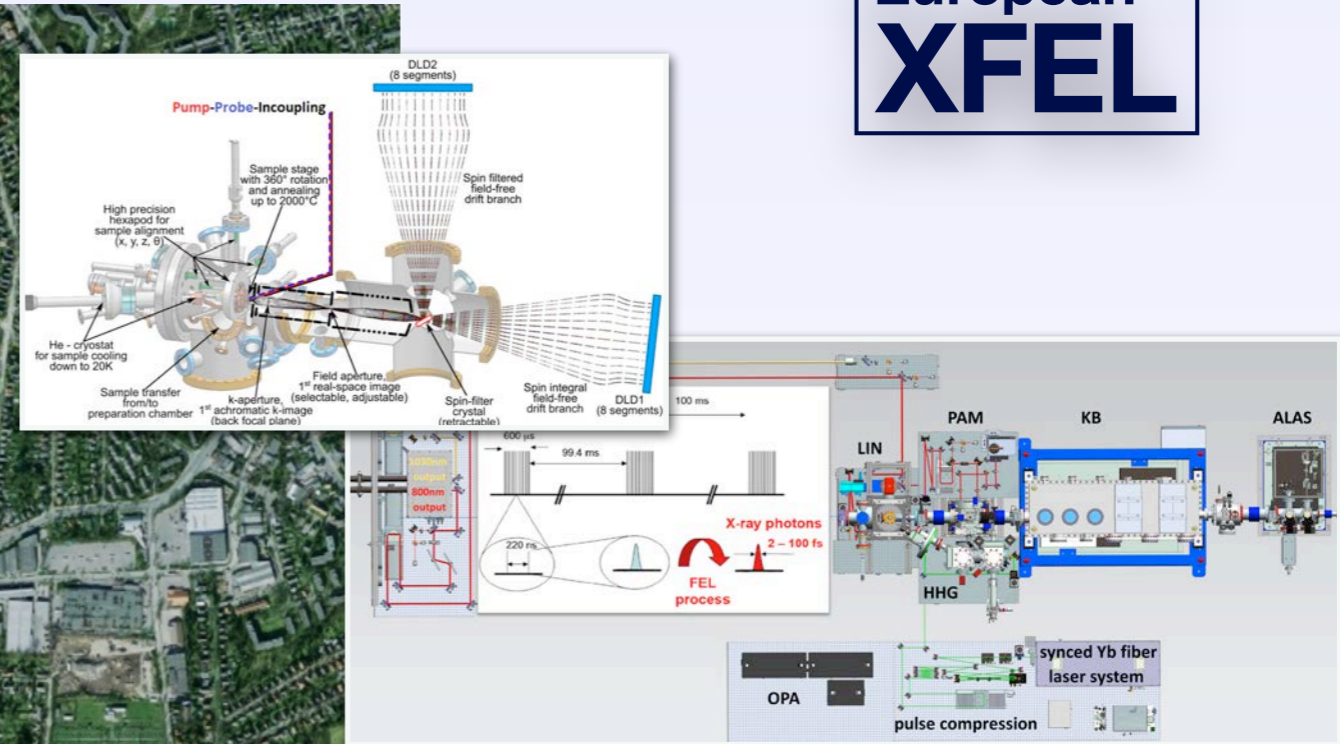 European
XFEL
DLD2
(8 segments)
Pump-Probe-Incoupling
Sample stage
with 360° rotation
and annealing
up to 2000°C
Spin filtered
field-free
drift branch
High precision
hexapod for
sample alignment
(x, y, z, θ)
He - cryostat
for sample cooling
down to 20K
Sample transfer
from/to
preparation chamber
k-aperture,
1st achromatic k-image
(back focal plane)
Field aperture,
1st real-space image
(selectable, adjustable)
Spin-filter
crystal
(retractable)
Spin integral
field-free
drift branch
DLD1
(8 segments)
100 ms
600 µs
99.4 ms
1030nm
output
800nm
output
220 ns
X-ray photons
2 – 100 fs
FEL
process
LIN
PAM
KB
ALAS
HHG
OPA
synced Yb fiber
laser system
pulse compression